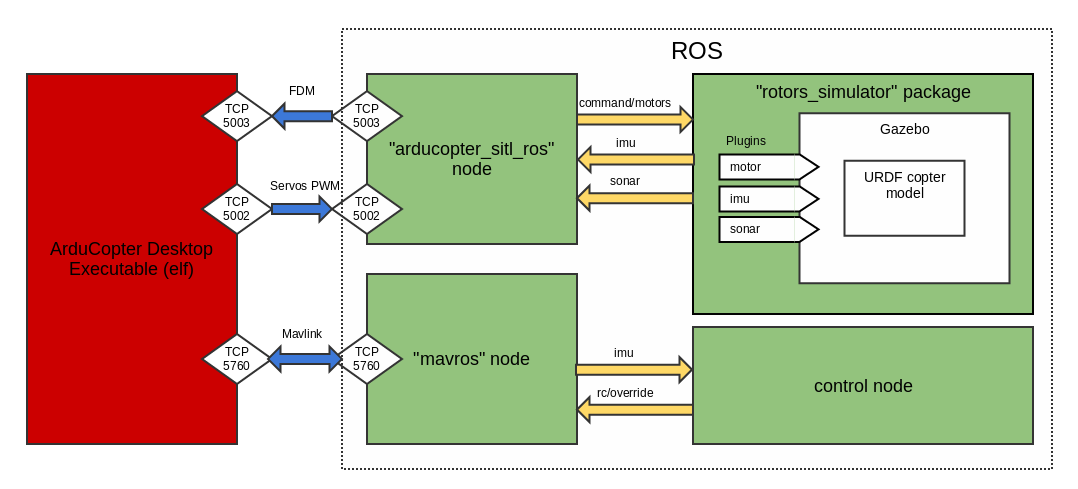 ROS
FDM
TCP
5003
TCP
5003
command/motors
"rotors_simulator" package
Gazebo
Plugins
imu
"arducopter_sitl_ros"
node
motor
URDF copter
model
Servos PWM
sonar
imu
TCP
5002
TCP
5002
sonar
ArduCopter Desktop
Executable (elf)
Mavlink
TCP
5760
TCP
5760
"mavros" node
imu
rc/override
control node